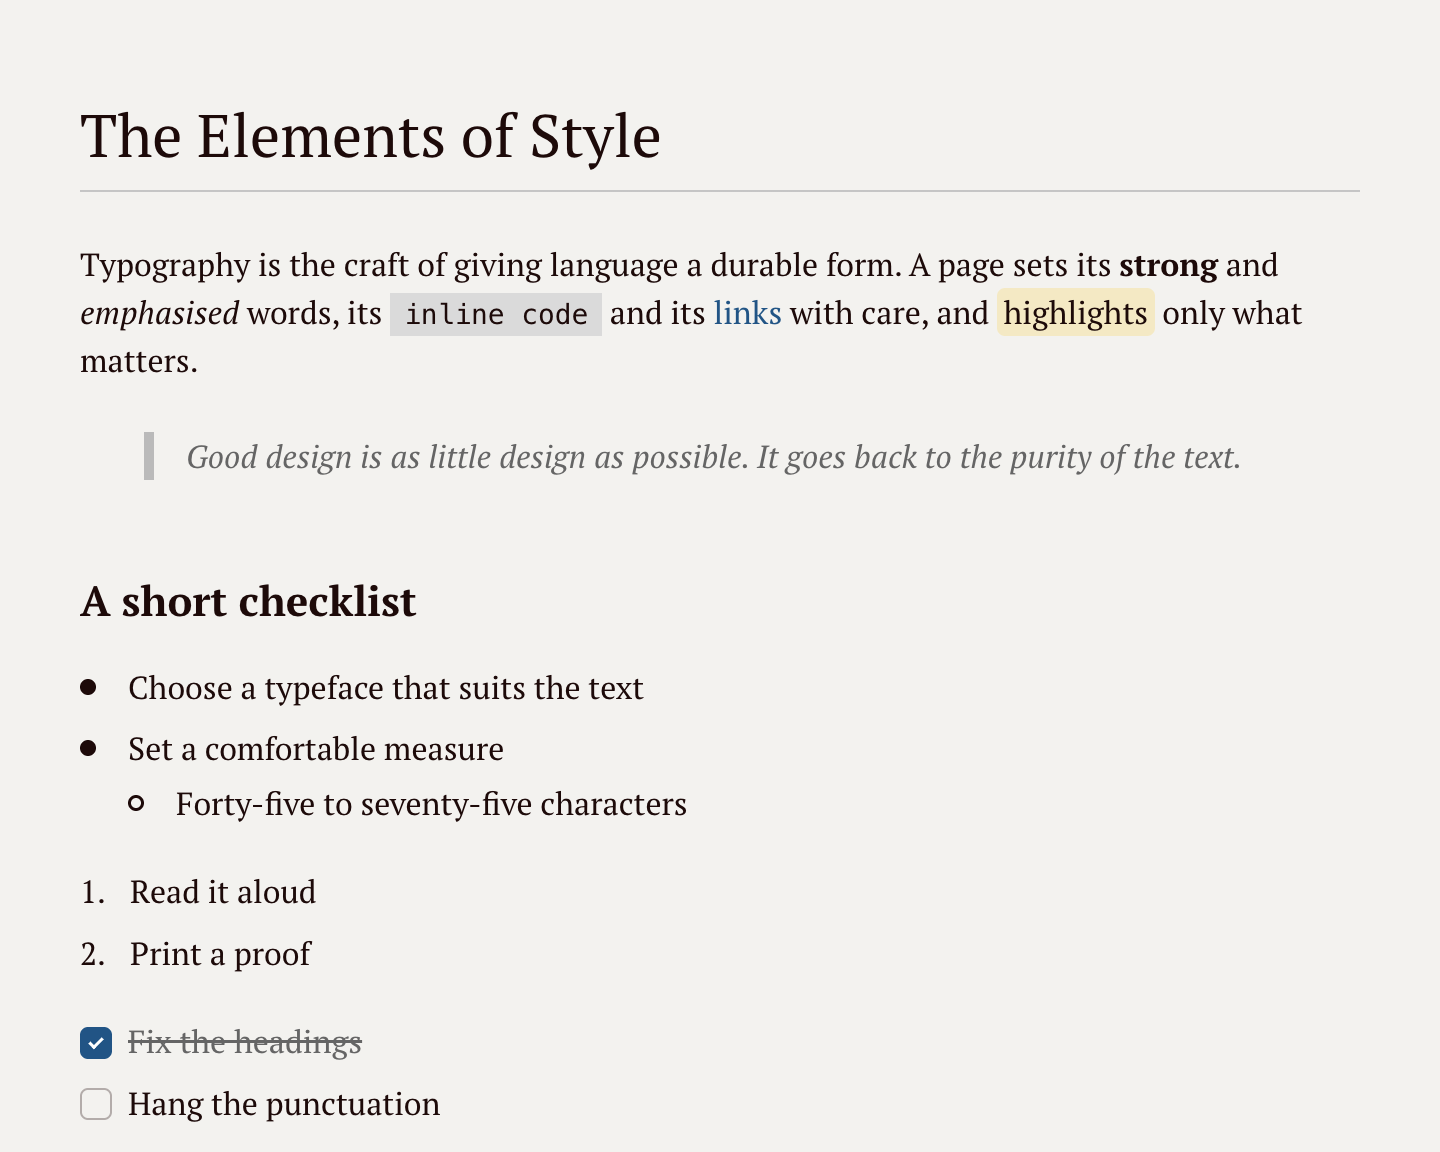 The Elements of Style
Typography is the craft of giving language a durable form. A page sets its strong and
emphasised words, its inline code and its links with care, and highlights only what
matters.
Good design is as little design as possible. It goes back to the purity of the text.
A short checklist
Choose a typeface that suits the text
Set a comfortable measure
Forty-five to seventy-five characters
1. Read it aloud
2. Print a proof
Fix the headings
Hang the punctuation